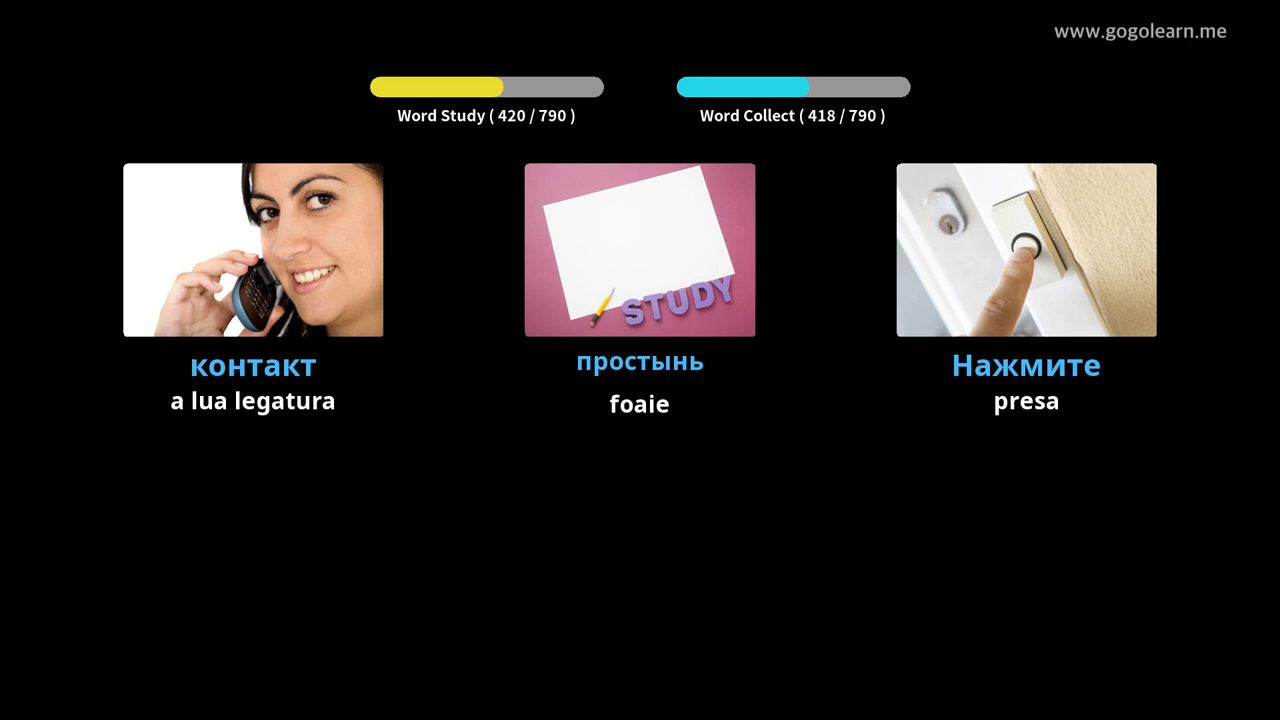 www.gogolearn.me
Word Study ( 420 / 790 )
Word Collect ( 418 / 790 )
STUDY
контакт
простынь
Нажмите
a lua legatura
foaie
presa